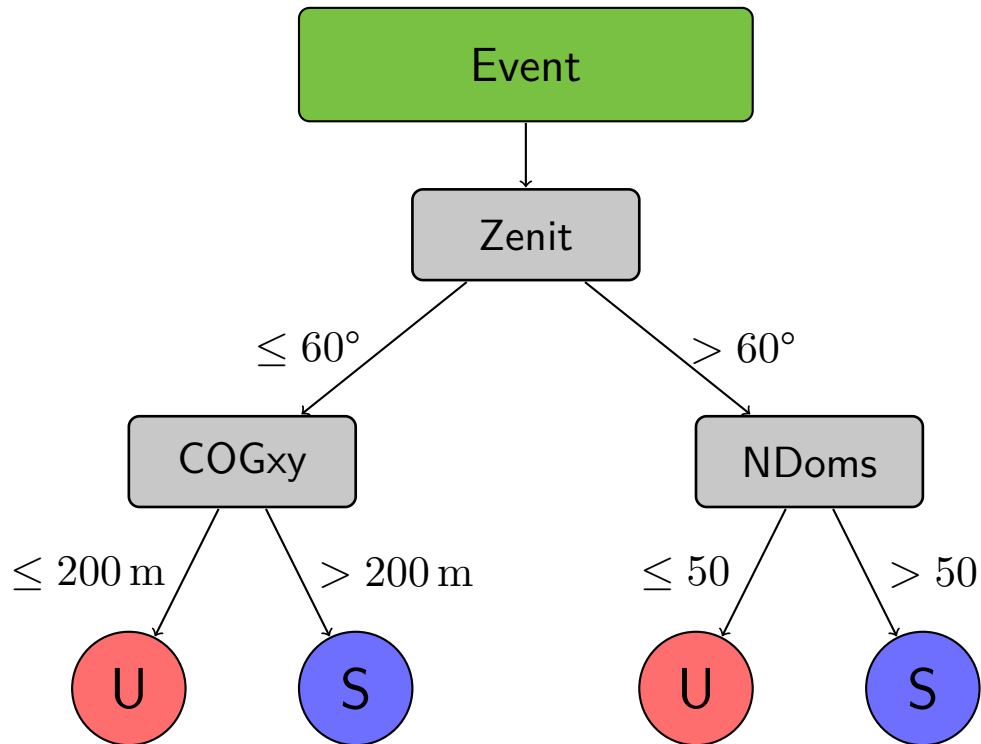 Event
Zenit
≤ 60°
> 60°
COGxy
NDoms
≤ 200 m
> 200 m
≤ 50
> 50
U
S
U
S